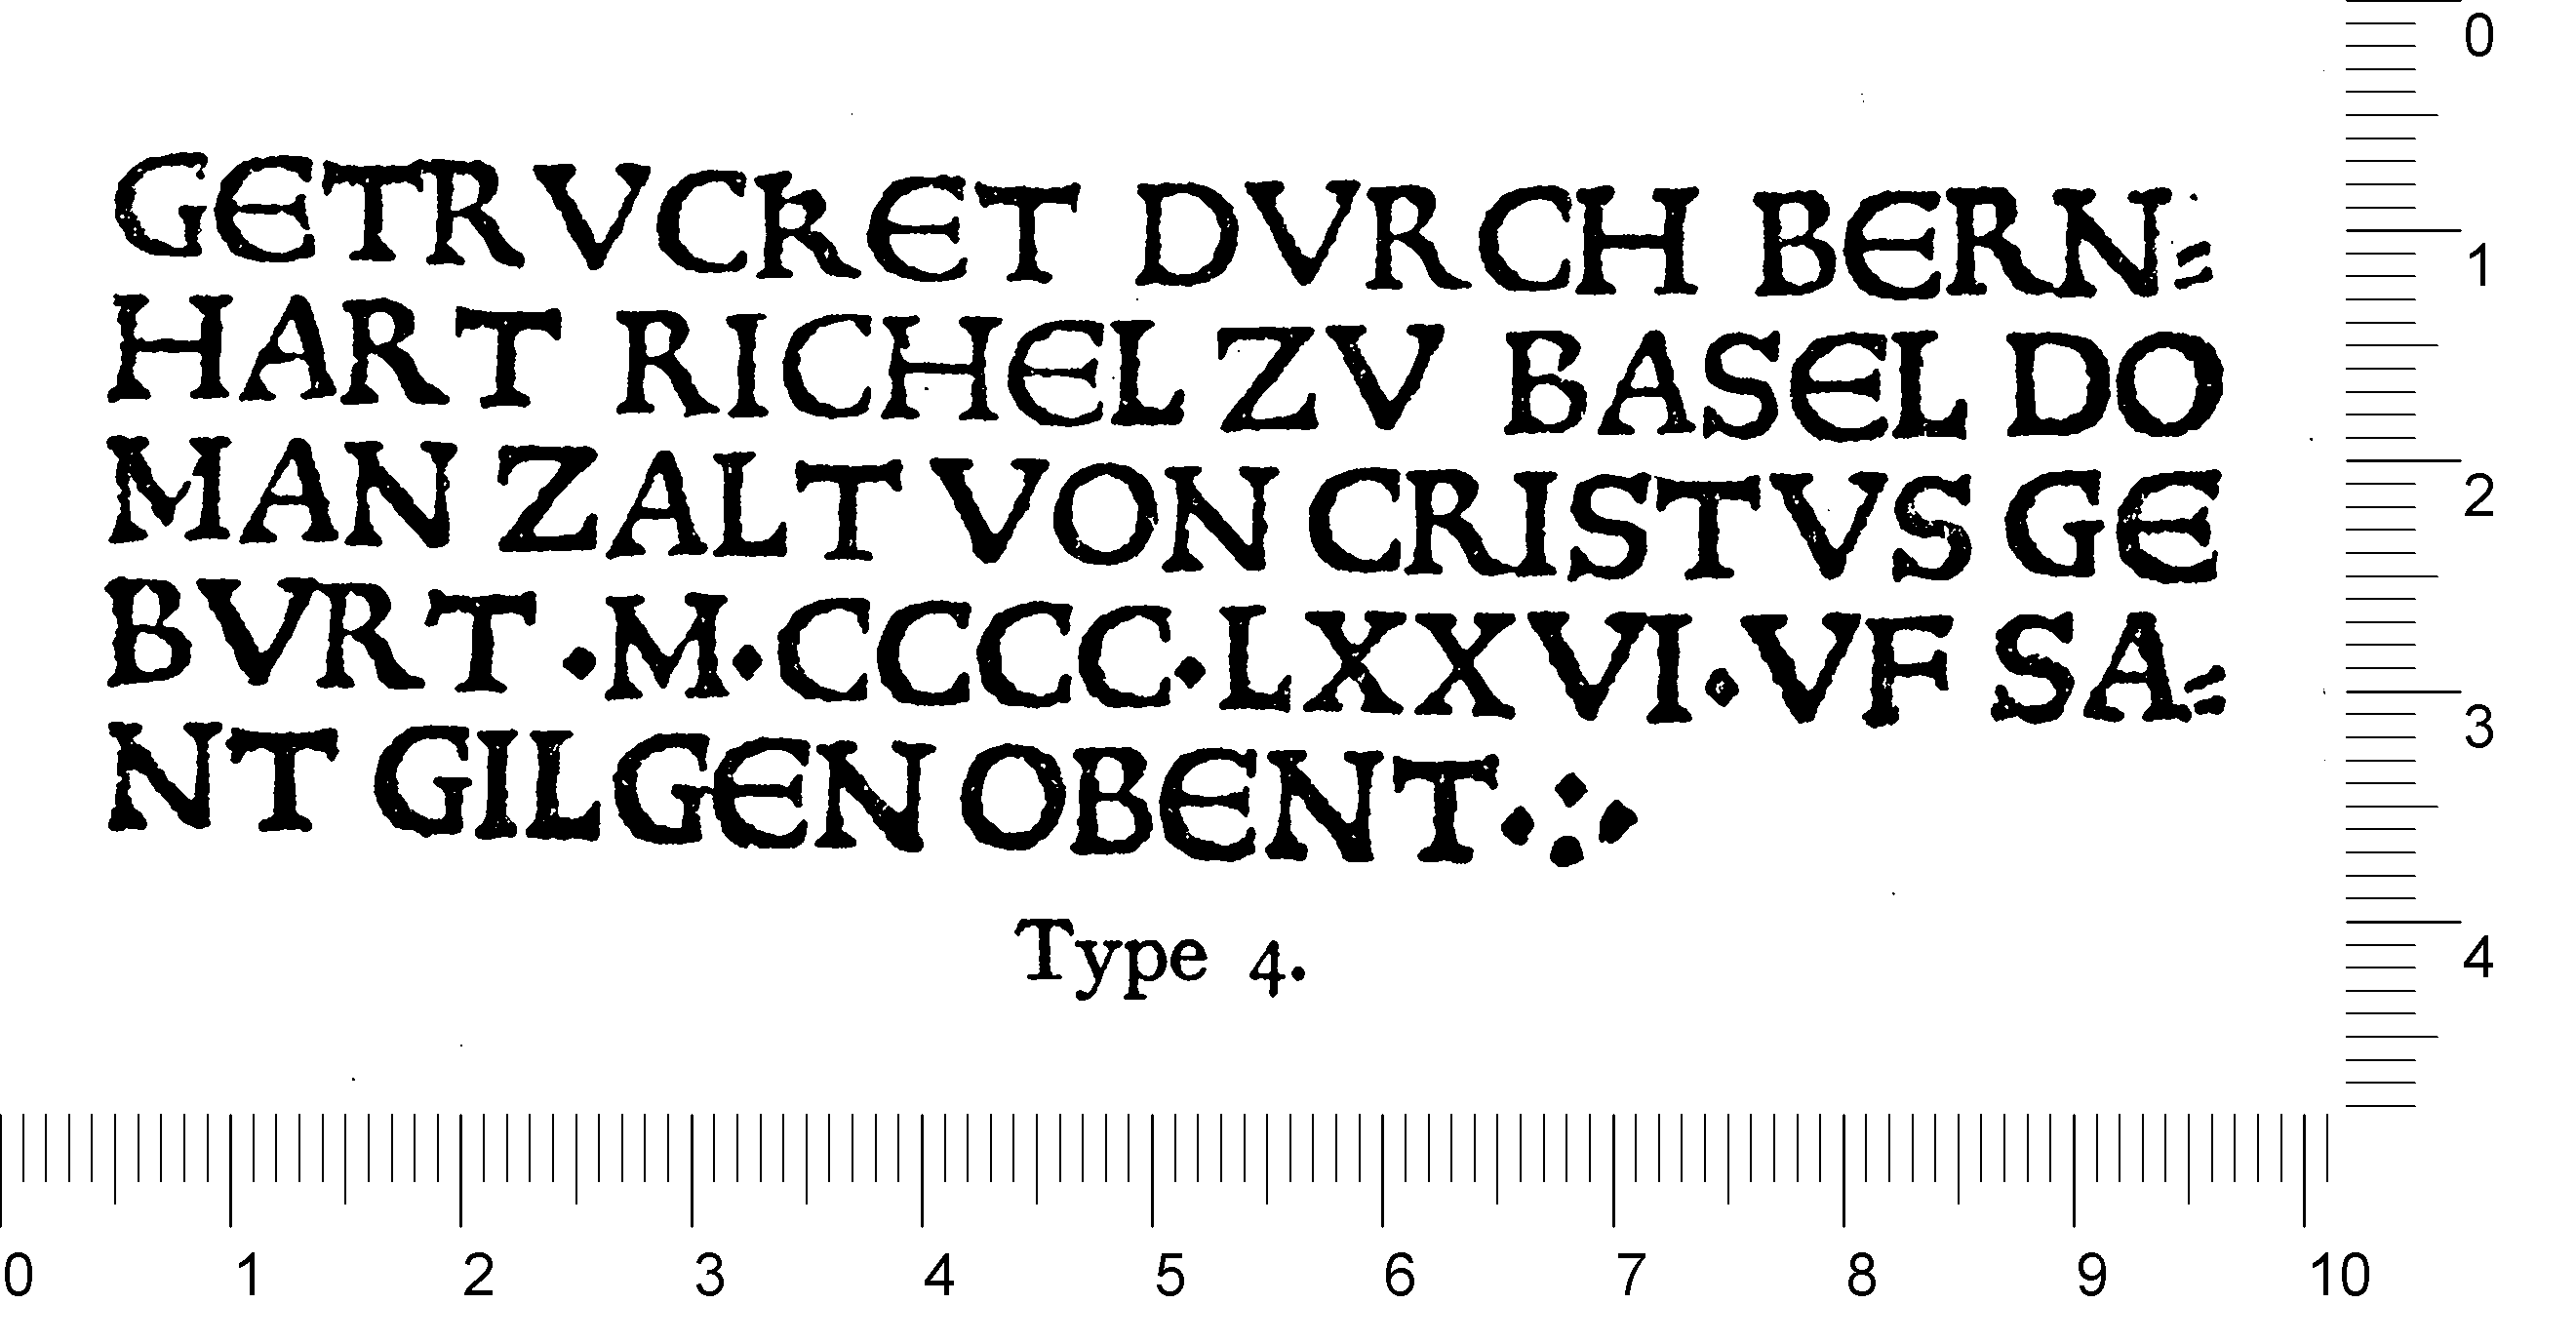 GETRVCKET DVRCH BERN=
HART RICHEL ZV BASEL DO
MAN ZALT VON CRISTVS GE
BVRT ·M·CCCC·LXXVI·VF SA=
NT GILGEN OBENT·:·
Type 4.
0
1
2
3
4
0 1 2 3 4 5 6 7 8 9 10